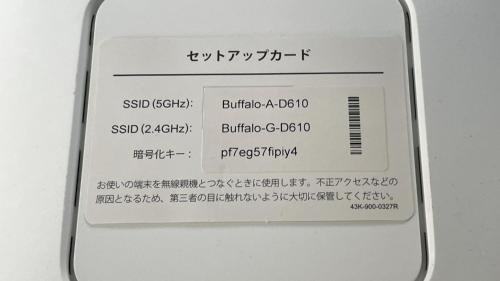 セットアップカード
SSID (5GHz): Buffalo-A-D610
SSID (2.4GHz): Buffalo-G-D610
暗号化キー: pf7eg57fipiy4
お使いの端末を無線親機とつなぐときに使用します。不正アクセスなどの
原因となるため、第三者の目に触れないように大切に保管してください。
43K-900-0327R